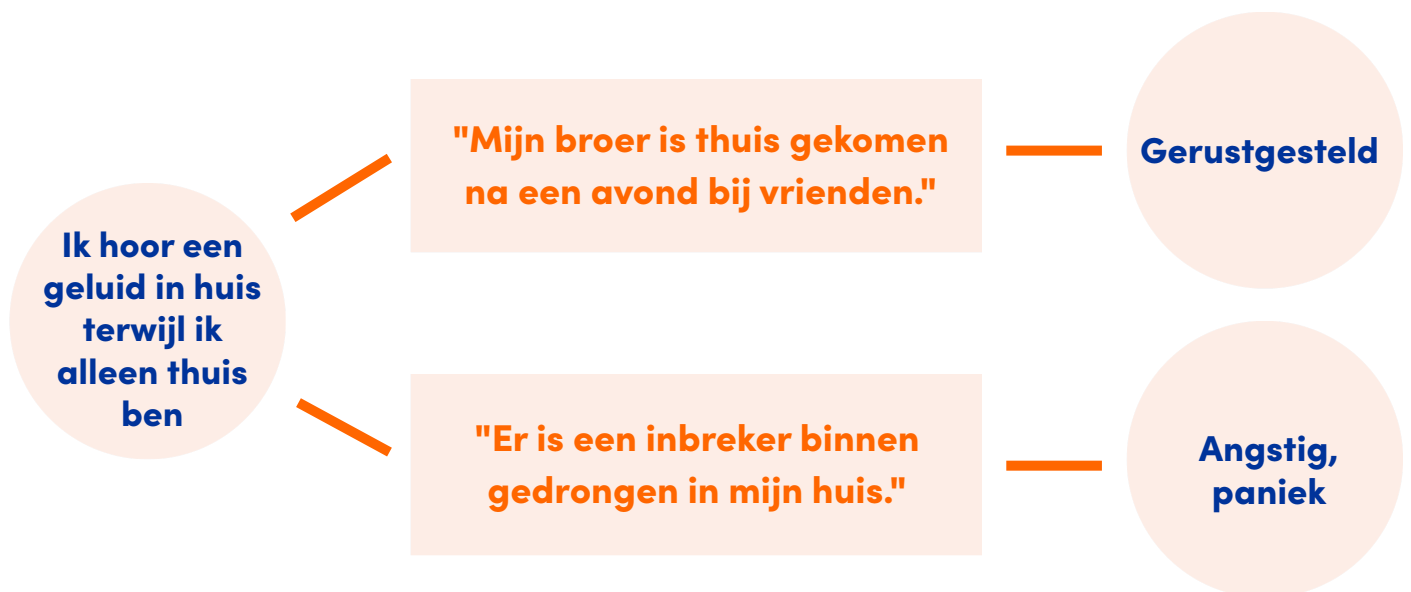 Ik hoor een
geluid in huis
terwijl ik
alleen thuis
ben
"Mijn broer is thuis gekomen
na een avond bij vrienden."
Gerustgesteld
"Er is een inbreker binnen
gedrongen in mijn huis."
Angstig,
paniek